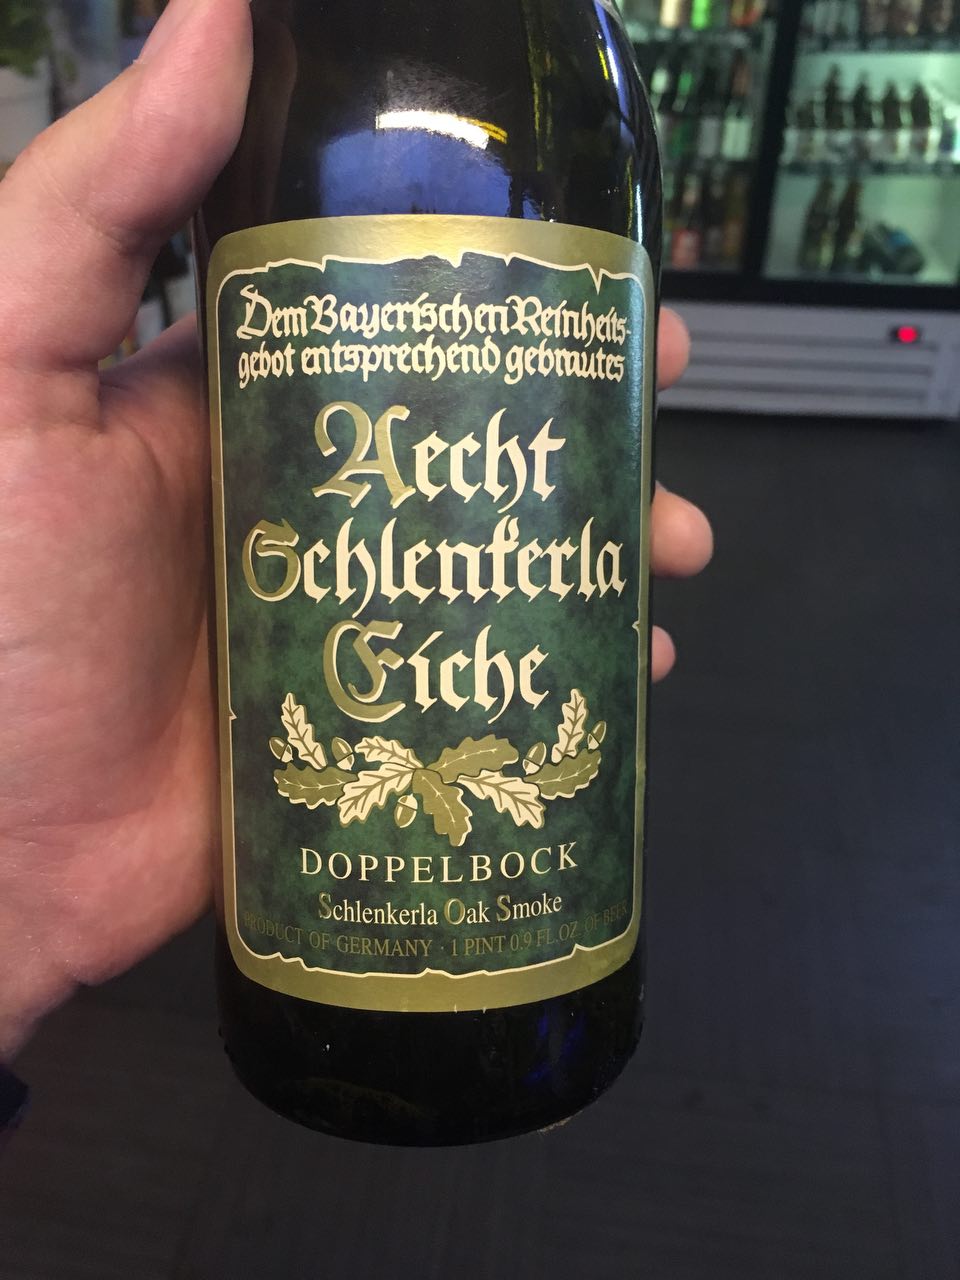 Dem Bayerischen Reinheits-
gebot entsprechend gebrautes
Aecht
Schlenkerla
Eiche
DOPPELBOCK
Schlenkerla Oak Smoke
PRODUCT OF GERMANY · 1 PINT 0.9 FL.OZ. OF BEER